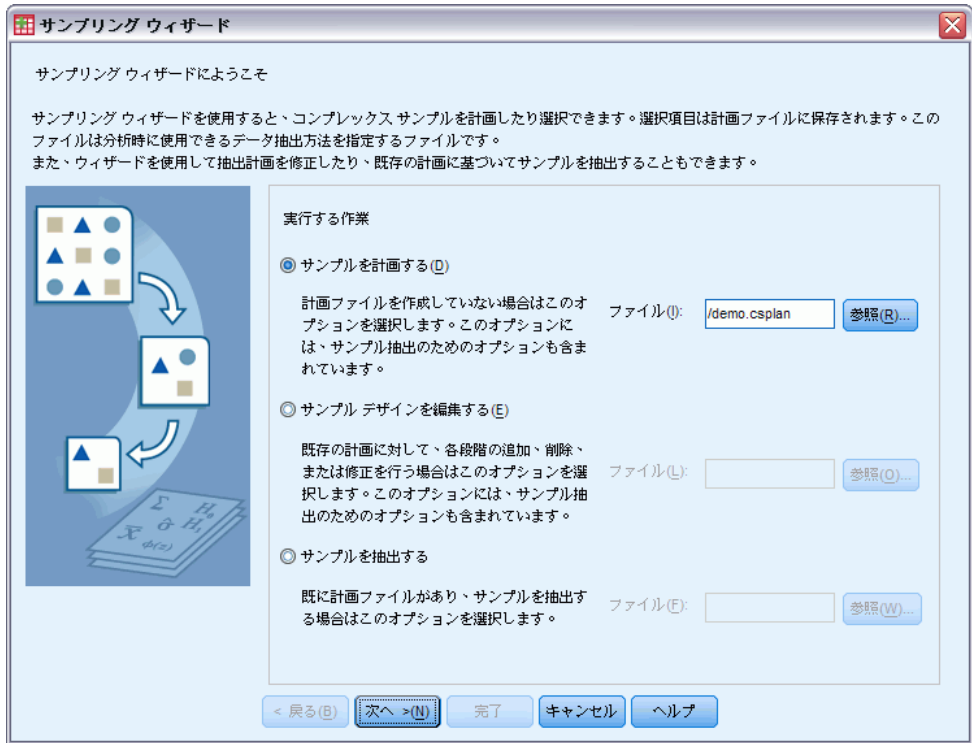 サンプリング ウィザード
サンプリング ウィザードにようこそ
サンプリング ウィザードを使用すると、コンプレックス サンプルを計画したり選択できます。選択項目は計画ファイルに保存されます。この
ファイルは分析時に使用できるデータ抽出方法を指定するファイルです。
また、ウィザードを使用して抽出計画を修正したり、既存の計画に基づいてサンプルを抽出することもできます。
実行する作業
サンプルを計画する(D)
計画ファイルを作成していない場合はこのオ
プションを選択します。このオプションに
は、サンプル抽出のためのオプションも含ま
れています。
ファイル(I): /demo.csplan 参照(R)...
サンプル デザインを編集する(E)
既存の計画に対して、各段階の追加、削除、
または修正を行う場合はこのオプションを選
択します。このオプションには、サンプル抽
出のためのオプションも含まれています。
ファイル(L): 参照(O)...
サンプルを抽出する
既に計画ファイルがあり、サンプルを抽出す
る場合はこのオプションを選択します。
ファイル(F): 参照(W)...
Σ H₀
x̄ σ̂ H₁
φ(z)
< 戻る(B) 次へ >(N) 完了 キャンセル ヘルプ